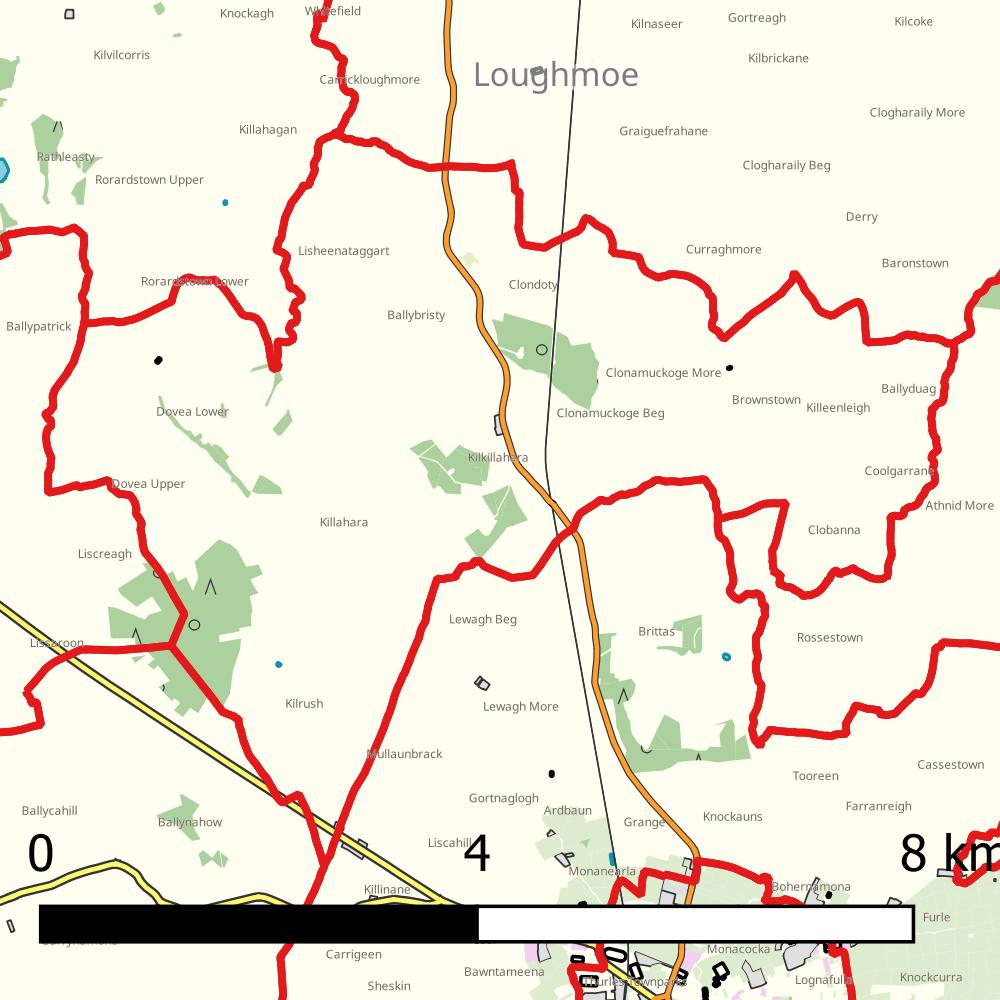 Knockagh
Whitefield
Kilnaseer
Gortreagh
Kilcoke
Kilvilcorris
Kilbrickane
Carrickloughmore
Loughmoe
Clogharaily More
Killahagan
Graiguefrahane
Rathleasty
Clogharaily Beg
Rorardstown Upper
Derry
Lisheenataggart
Curraghmore
Baronstown
Rorardstown Lower
Clondoty
Ballypatrick
Ballybristy
Clonamuckoge More
Ballyduag
Brownstown
Killeenleigh
Dovea Lower
Clonamuckoge Beg
Kilkillahara
Coolgarrane
Dovea Upper
Athnid More
Killahara
Clobanna
Liscreagh
Lewagh Beg
Brittas
Rossestown
Lissaroon
Kilrush
Lewagh More
Mullaunbrack
Cassestown
Tooreen
Gortnaglogh
Farranreigh
Ballycahill
Ardbaun
Knockauns
Ballynahow
Grange
Liscahill
0 4 8 km
Monanearla
Killinane
Bohernamona
Furle
Monacocka
Carrigeen
Bawntameena
Knockcurra
Thurles Townparks
Lognafulla
Sheskin